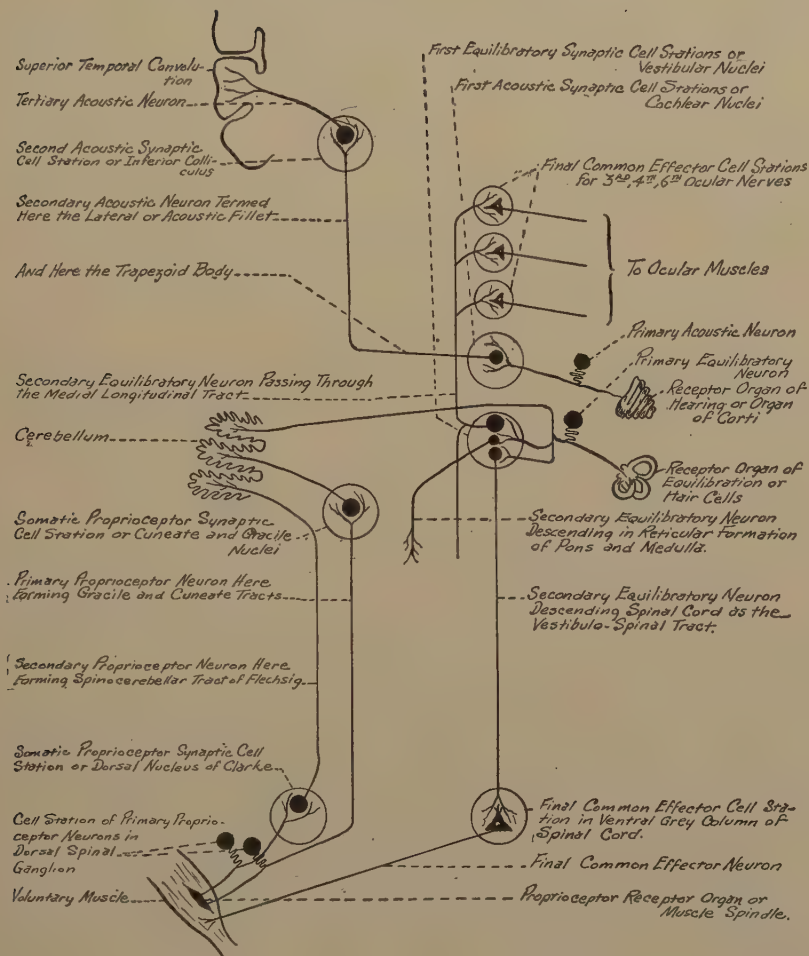 Superior Temporal Convolu-
tion
Tertiary Acoustic Neuron
Second Acoustic Synaptic
Cell Station or Inferior Colli-
culus
Secondary Acoustic Neuron Termed
Here the Lateral or Acoustic Fillet
And Here the Trapezoid Body
Secondary Equilibratory Neuron Passing Through
the Medial Longitudinal Tract
Cerebellum
Somatic Proprioceptor Synaptic
Cell Station or Cuneate and Gracile
Nuclei
Primary Proprioceptor Neuron Here
Forming Gracile and Cuneate Tracts
Secondary Proprioceptor Neuron Here
Forming Spinocerebellar Tract of Flechsig
Somatic Proprioceptor Synaptic Cell
Station or Dorsal Nucleus of Clarke
Cell Station of Primary Proprio-
ceptor Neurons in
Dorsal Spinal
Ganglion
Voluntary Muscle
First Equilibratory Synaptic Cell Stations or
Vestibular Nuclei
First Acoustic Synaptic Cell Stations or
Cochlear Nuclei
Final Common Effector Cell Stations
for 3RD, 4TH, 6TH Ocular Nerves
To Ocular Muscles
Primary Acoustic Neuron
Primary Equilibratory
Neuron
Receptor Organ of
Hearing or Organ
of Corti
Receptor Organ of
Equilibration or
Hair Cells
Secondary Equilibratory Neuron
Descending in Reticular Formation
of Pons and Medulla.
Secondary Equilibratory Neuron
Descending Spinal Cord as the
Vestibulo-Spinal Tract.
Final Common Effector Cell Sta-
tion in Ventral Grey Column of
Spinal Cord.
Final Common Effector Neuron
Proprioceptor Receptor Organ or
Muscle Spindle.